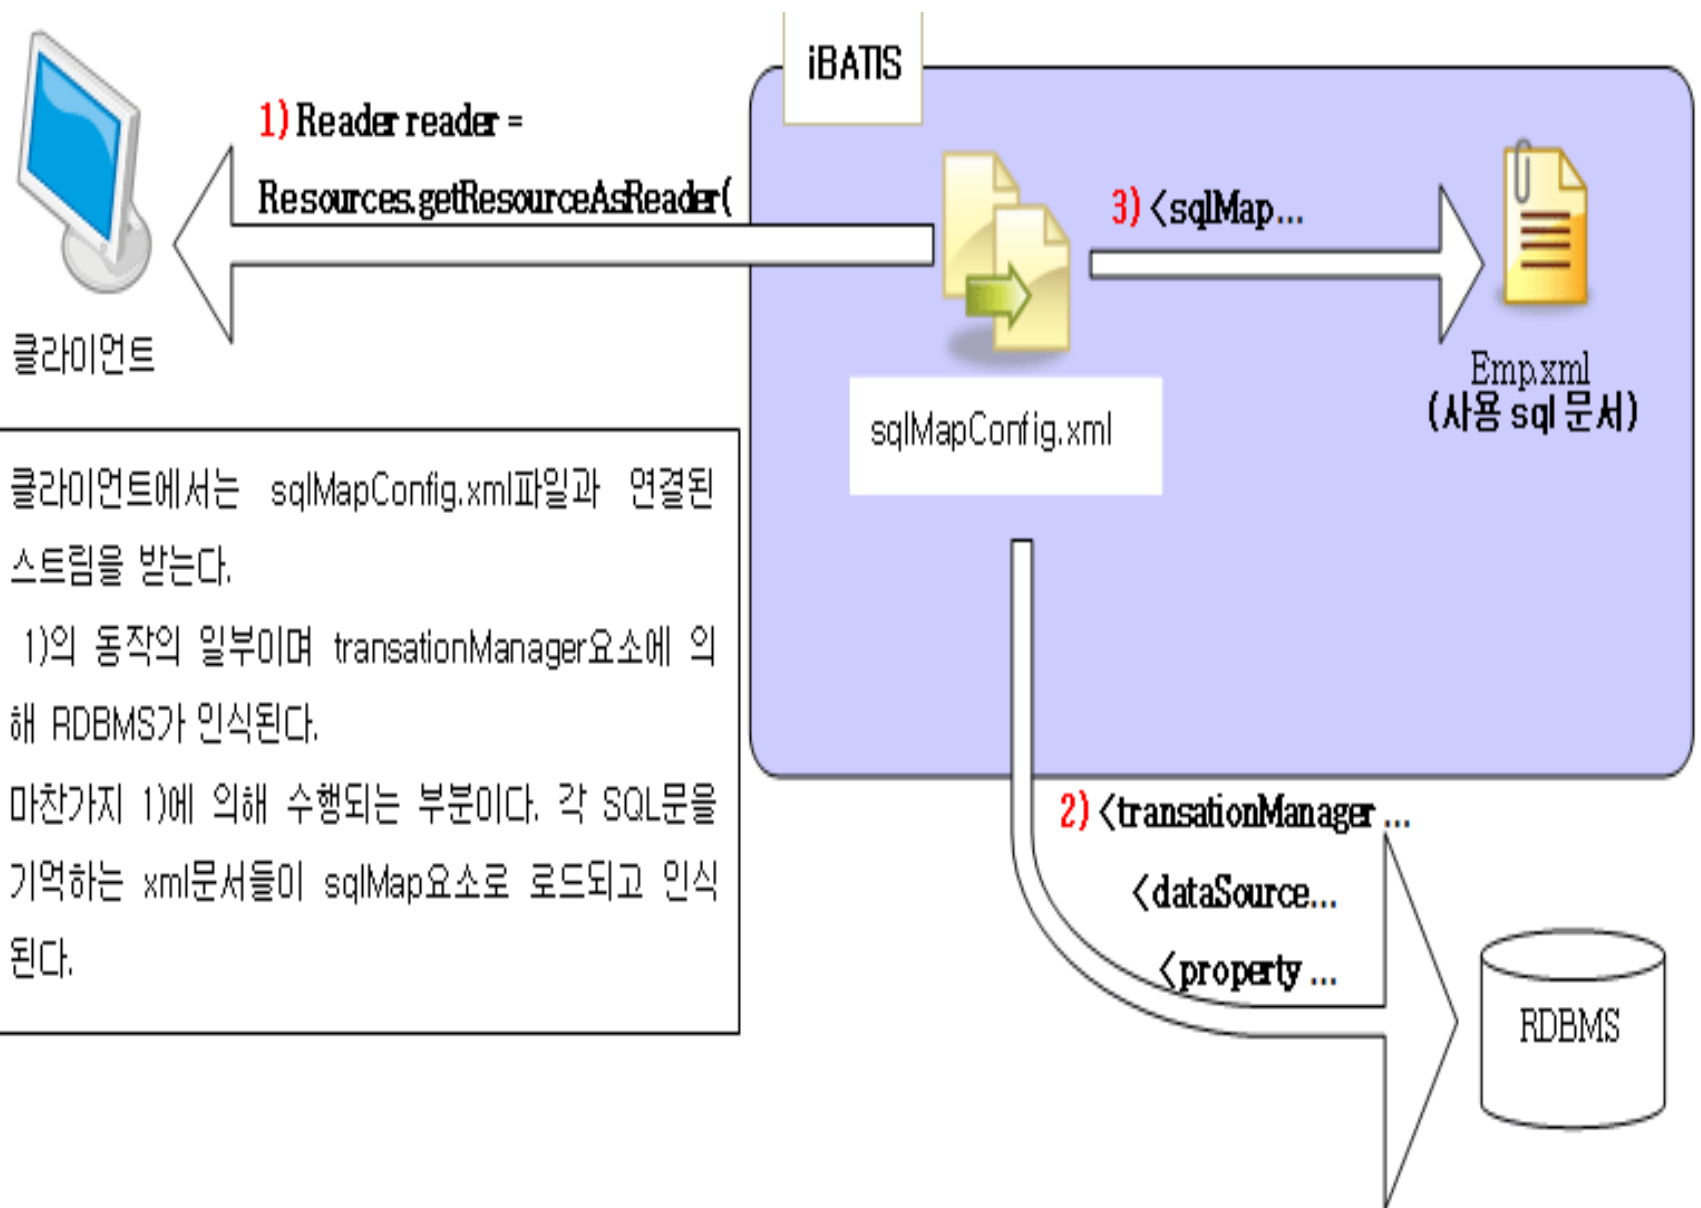 iBATIS
1) Reader reader =
Resources.getResourceAsReader(
3) <sqlMap...
클라이언트
Emp.xml
(사용 sql 문서)
sqlMapConfig.xml
클라이언트에서는 sqlMapConfig.xml파일과 연결된
스트림을 받는다.
1)의 동작의 일부이며 transationManager요소에 의
해 RDBMS가 인식된다.
마찬가지 1)에 의해 수행되는 부분이다. 각 SQL문을
기억하는 xml문서들이 sqlMap요소로 로드되고 인식
된다.
2) <transationManager ...
<dataSource...
<property ...
RDBMS